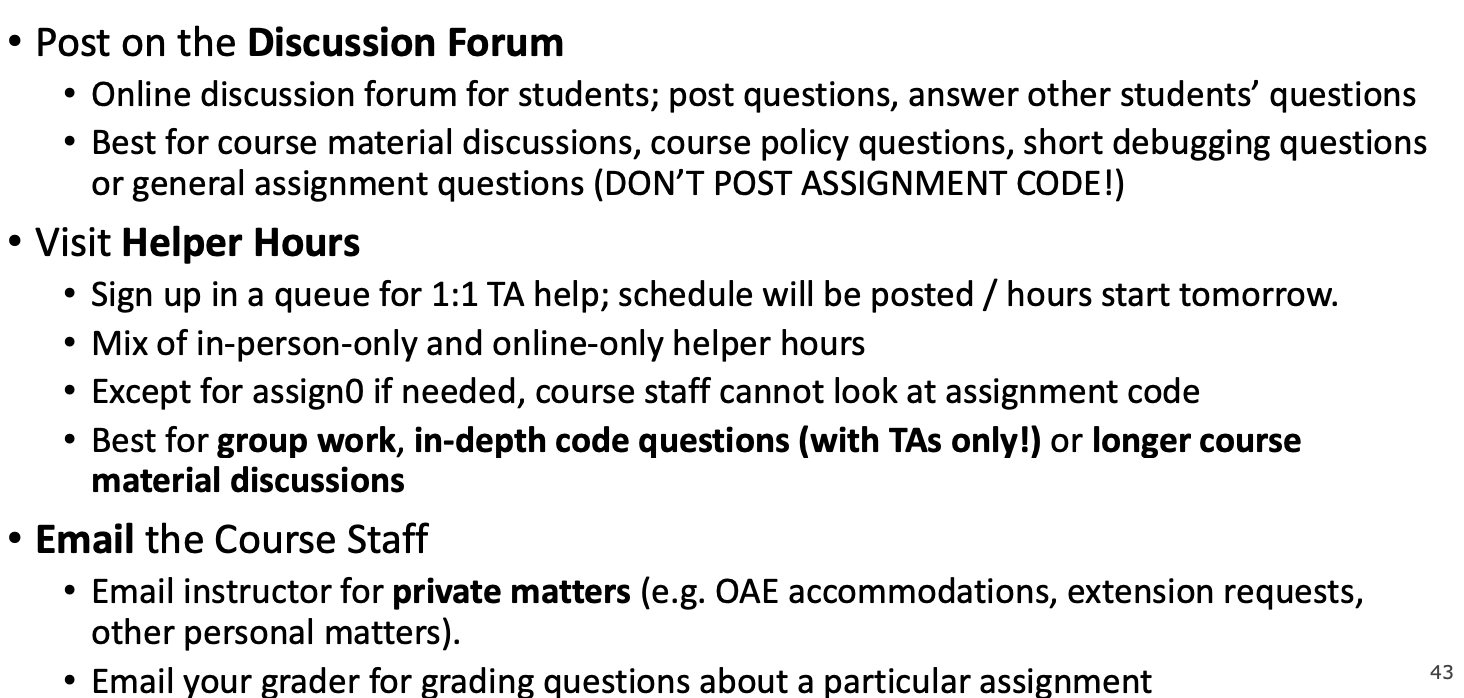 • Post on the Discussion Forum
• Online discussion forum for students; post questions, answer other students’ questions
• Best for course material discussions, course policy questions, short debugging questions
or general assignment questions (DON’T POST ASSIGNMENT CODE!)
• Visit Helper Hours
• Sign up in a queue for 1:1 TA help; schedule will be posted / hours start tomorrow.
• Mix of in-person-only and online-only helper hours
• Except for assign0 if needed, course staff cannot look at assignment code
• Best for group work, in-depth code questions (with TAs only!) or longer course
material discussions
• Email the Course Staff
• Email instructor for private matters (e.g. OAE accommodations, extension requests,
other personal matters).
• Email your grader for grading questions about a particular assignment
43